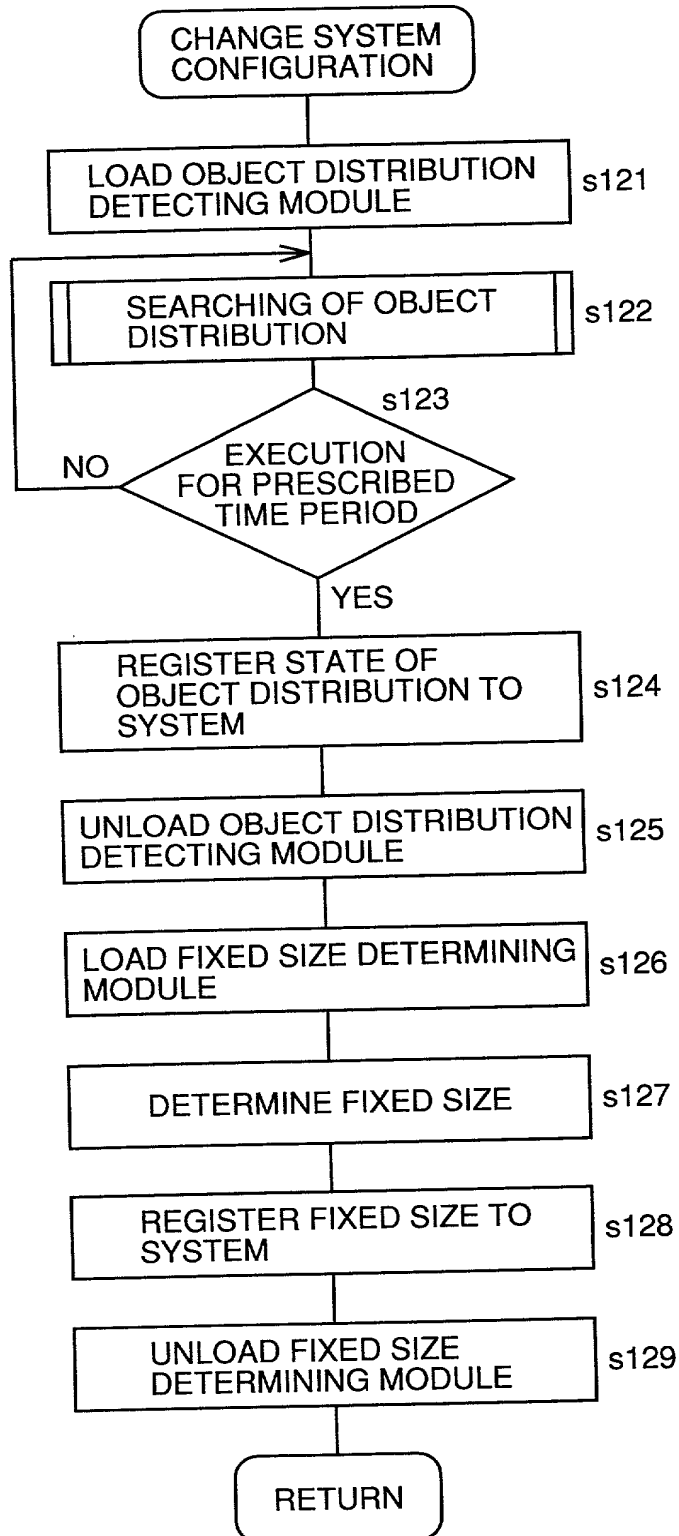 CHANGE SYSTEM
CONFIGURATION
LOAD OBJECT DISTRIBUTION
DETECTING MODULE
s121
SEARCHING OF OBJECT
DISTRIBUTION
s122
s123
EXECUTION
FOR PRESCRIBED
TIME PERIOD
NO
YES
REGISTER STATE OF
OBJECT DISTRIBUTION TO
SYSTEM
s124
UNLOAD OBJECT DISTRIBUTION
DETECTING MODULE
s125
LOAD FIXED SIZE DETERMINING
MODULE
s126
DETERMINE FIXED SIZE
s127
REGISTER FIXED SIZE TO
SYSTEM
s128
UNLOAD FIXED SIZE
DETERMINING MODULE
s129
RETURN